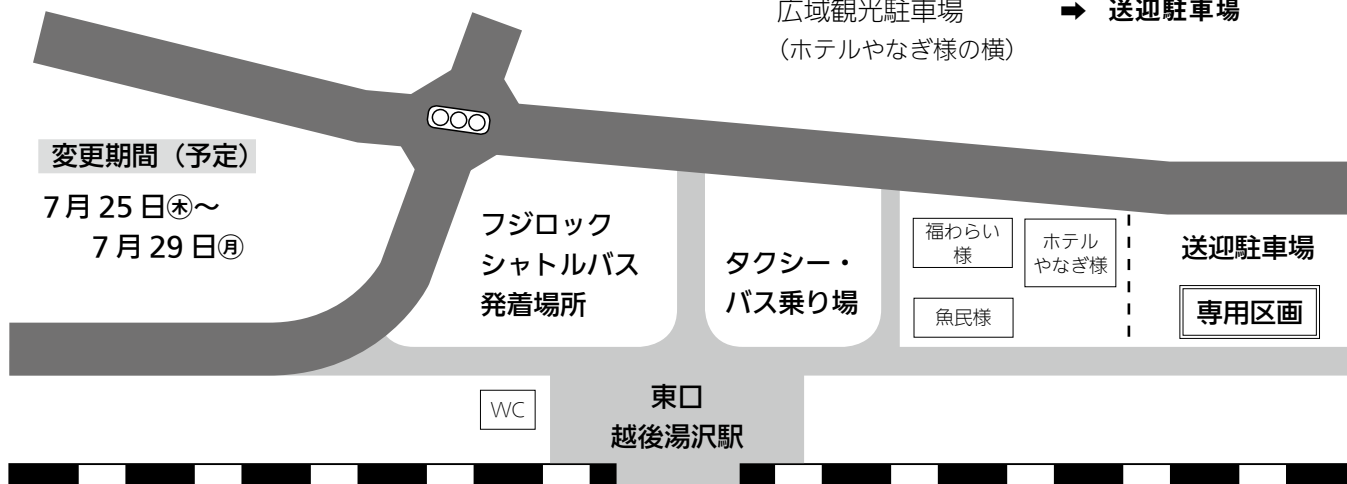 広域観光駐車場 ➡ 送迎駐車場
（ホテルやなぎ様の横）
変更期間（予定）
7月25日㊍～
7月29日㊊
フジロック
シャトルバス
発着場所
タクシー・
バス乗り場
福わらい
様
ホテル
やなぎ様
魚民様
送迎駐車場
専用区画
WC
東口
越後湯沢駅